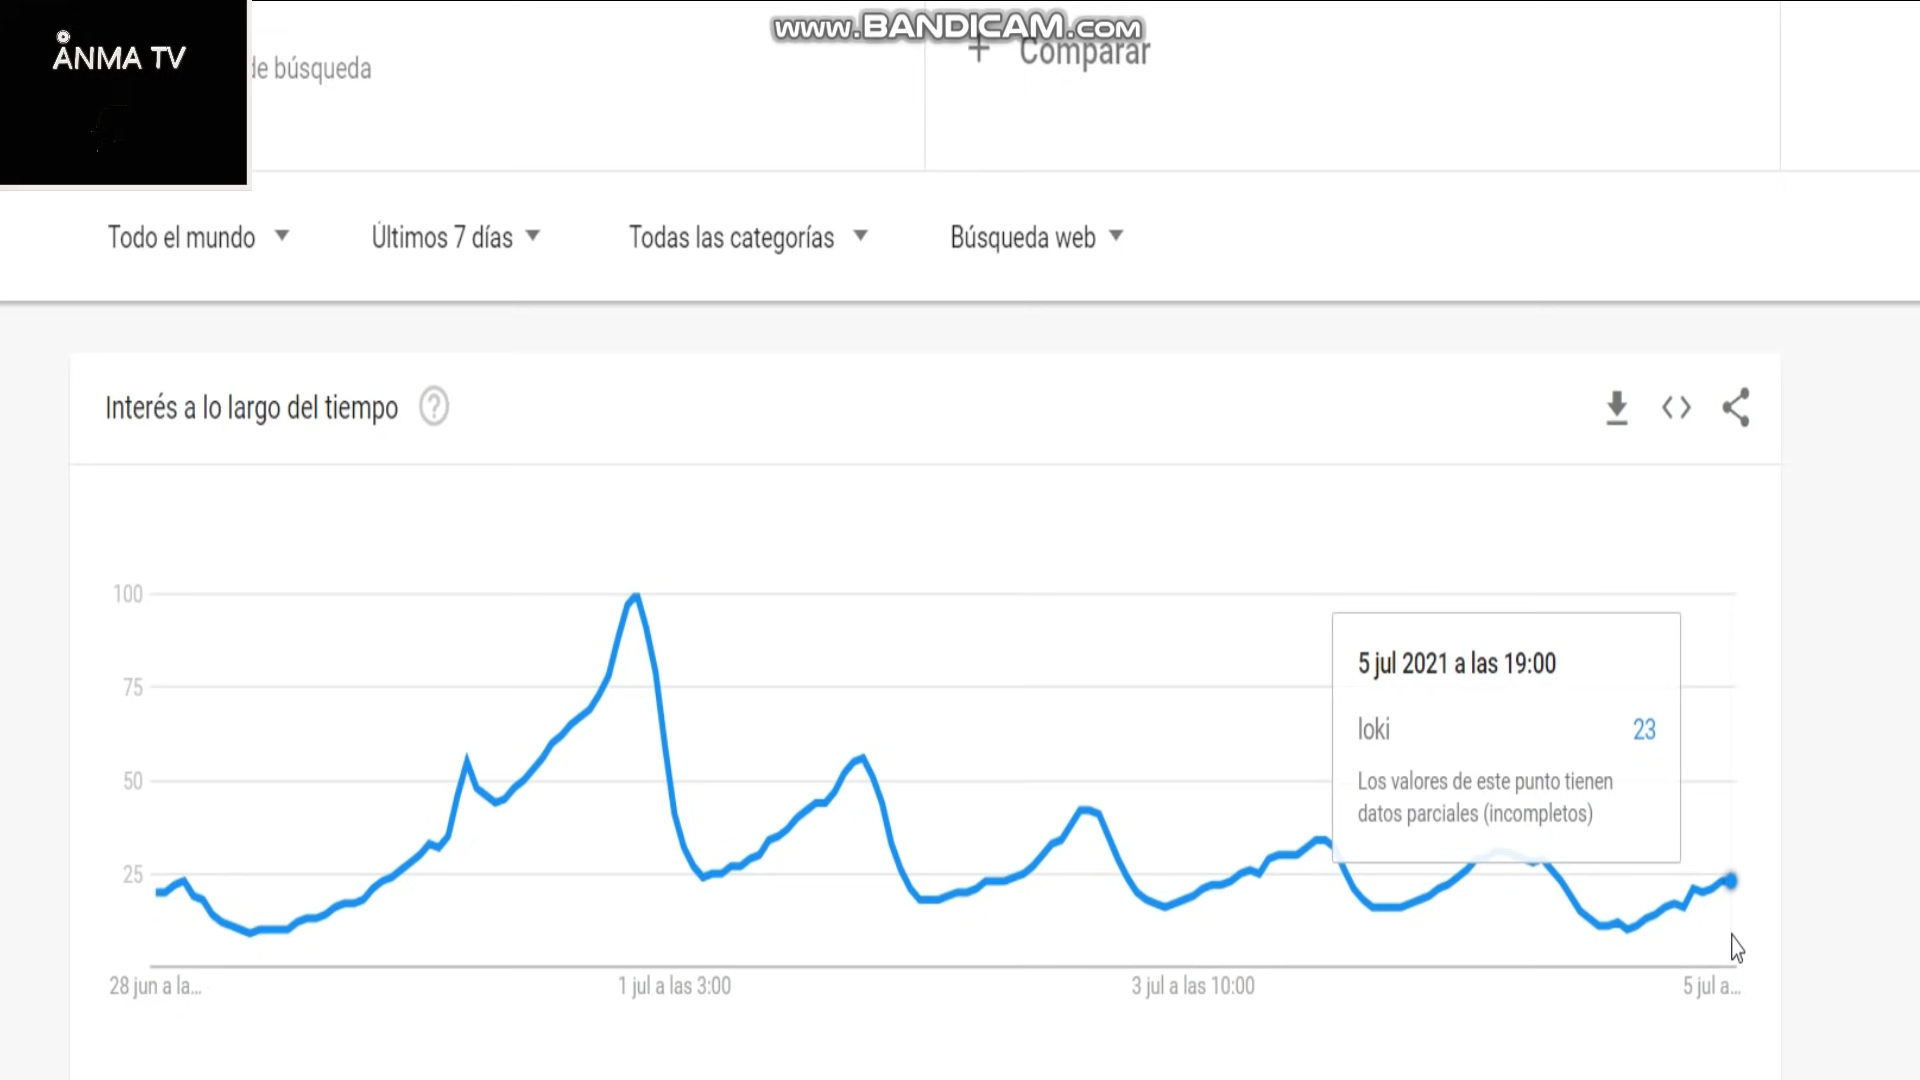 www.BANDICAM.com
ANMA TV
de búsqueda
+ Comparar
Todo el mundo
Últimos 7 días
Todas las categorías
Búsqueda web
Interés a lo largo del tiempo
?
100
75
50
25
5 jul 2021 a las 19:00
loki 23
Los valores de este punto tienen
datos parciales (incompletos)
28 jun a la...
1 jul a las 3:00
3 jul a las 10:00
5 jul a...